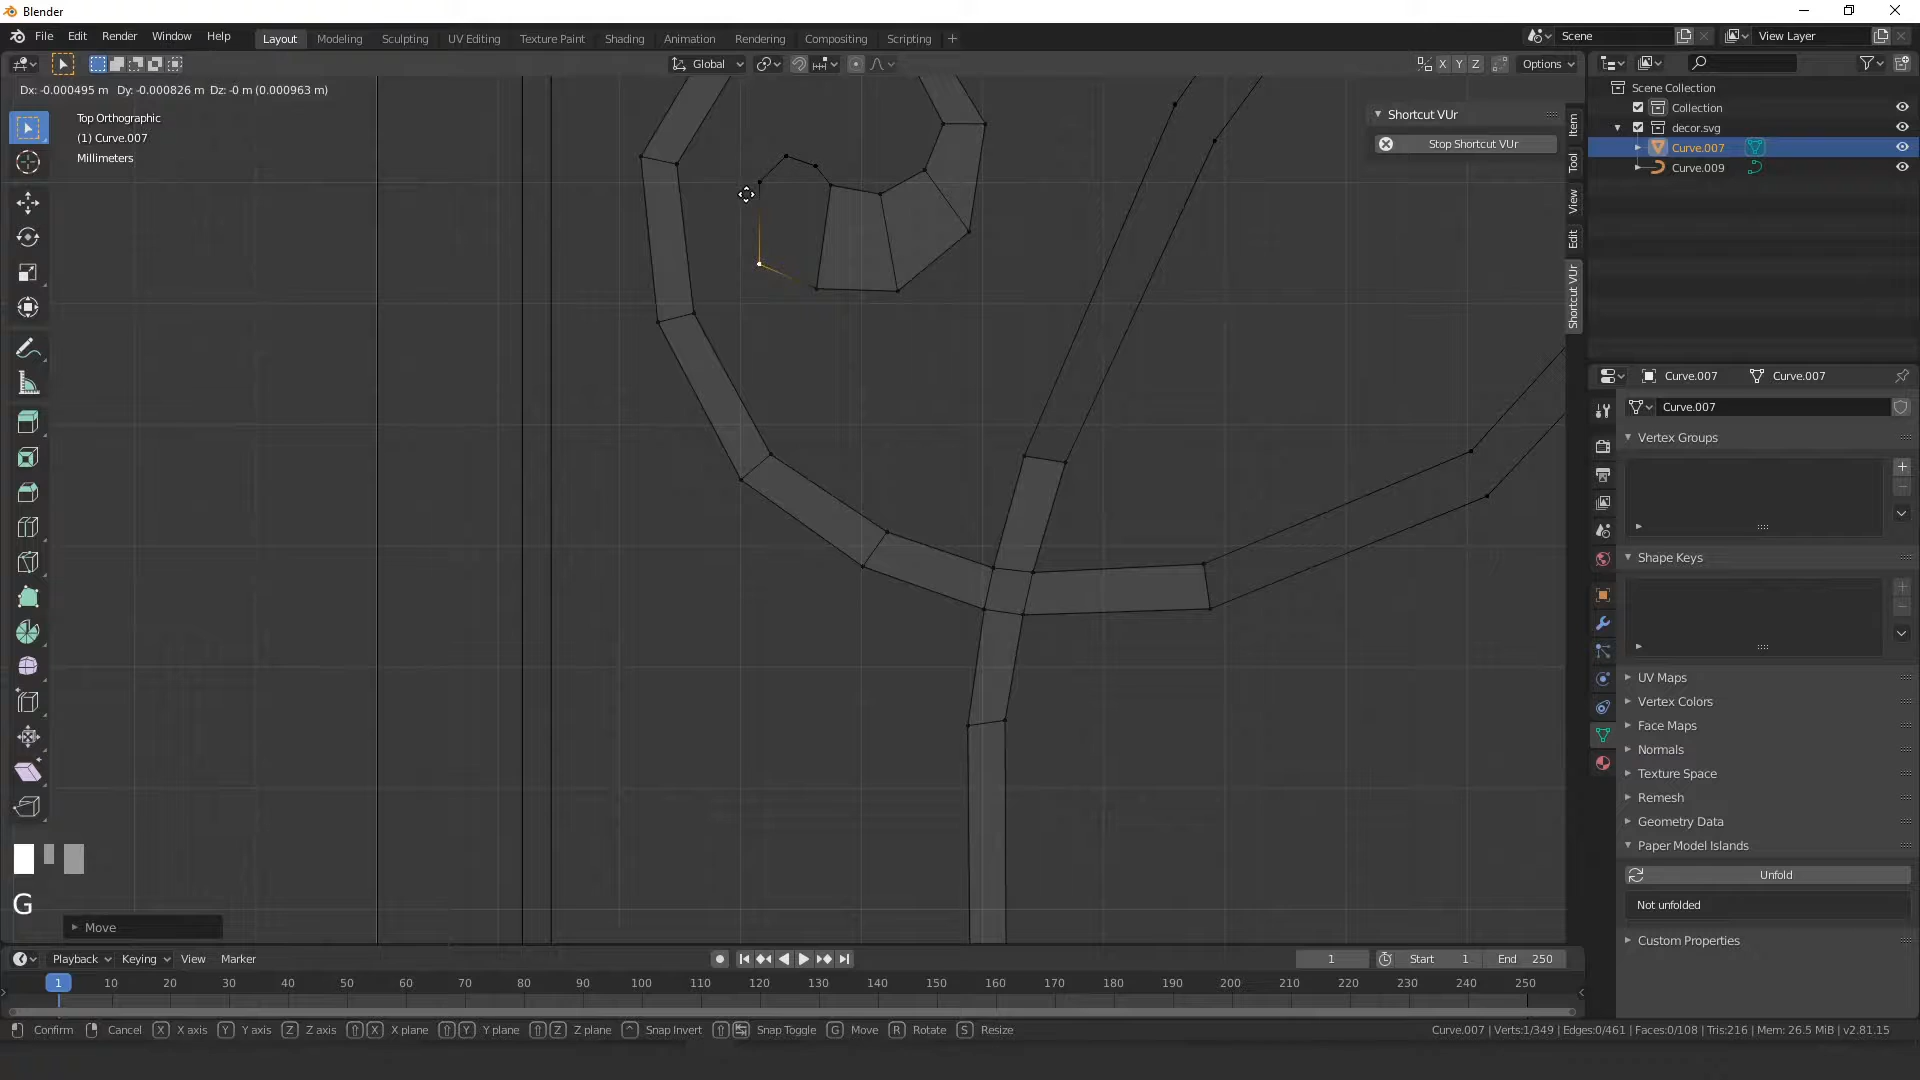 Blender
File Edit Render Window Help
Layout Modeling Sculpting UV Editing Texture Paint Shading Animation Rendering Compositing Scripting +
Scene
View Layer
Global
X Y Z
Options
Dx: -0.000495 m Dy: -0.000826 m Dz: -0 m (0.000963 m)
Top Orthographic
(1) Curve.007
Millimeters
Shortcut VUr
Stop Shortcut VUr
Item
Tool
View
Edit
Shortcut VUr
Scene Collection
Collection
decor.svg
Curve.007
Curve.009
Curve.007 Curve.007
Curve.007
Vertex Groups
Shape Keys
UV Maps
Vertex Colors
Face Maps
Normals
Texture Space
Remesh
Geometry Data
Paper Model Islands
Unfold
Not unfolded
Custom Properties
G
Move
Playback Keying View Marker
1 Start 1 End 250
1 10 20 30 40 50 60 70 80 90 100 110 120 130 140 150 160 170 180 190 200 210 220 230 240 250
Confirm Cancel X X axis Y Y axis Z Z axis X X plane Y Y plane Z Z plane Snap Invert Snap Toggle G Move R Rotate S Resize
Curve.007 | Verts:1/349 | Edges:0/461 | Faces:0/108 | Tris:216 | Mem: 26.5 MiB | v2.81.15